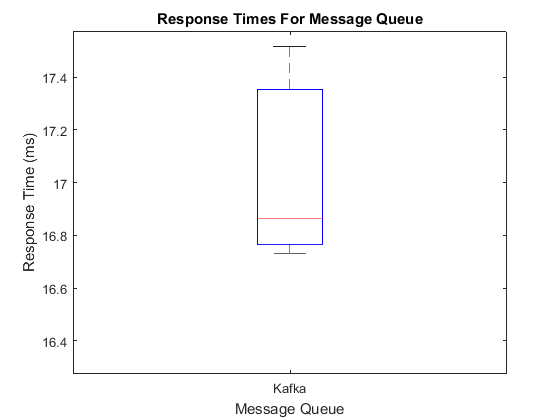 Response Times For Message Queue
Response Time (ms)
17.4
17.2
17
16.8
16.6
16.4
Kafka
Message Queue